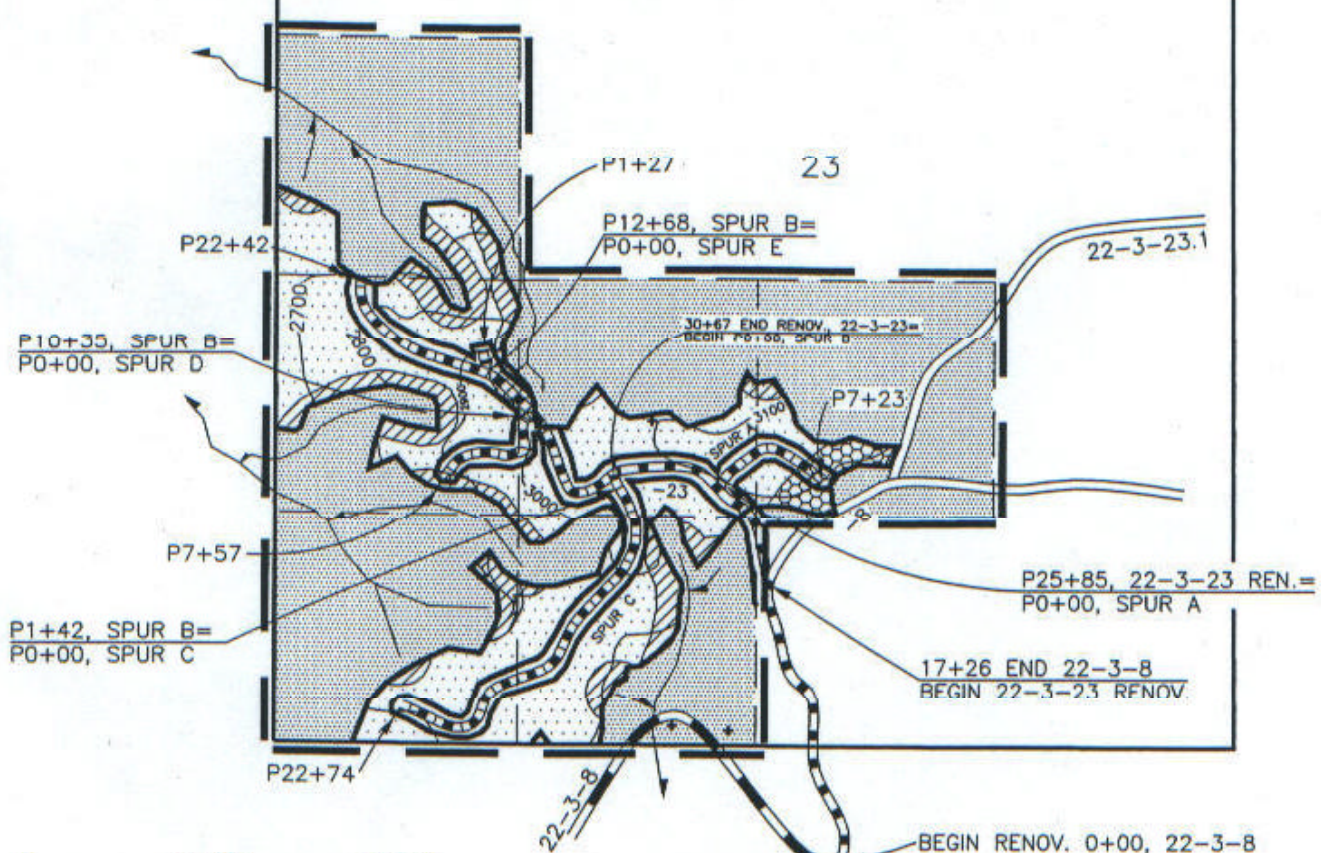 P1+27
23
P12+68, SPUR B=
P0+00, SPUR E
22-3-23.1
P22+42
2700
2800
30+67 END RENOV, 22-3-23=
P10+35, SPUR B=
P0+00, SPUR D
P7+23
3100
SPUR A
-23
3000
P7+57
SPUR C
P25+85, 22-3-23 REN.=
P0+00, SPUR A
P1+42, SPUR B=
P0+00, SPUR C
17+26 END 22-3-8
BEGIN 22-3-23 RENOV.
P22+74
22-3-8
BEGIN RENOV. 0+00, 22-3-8